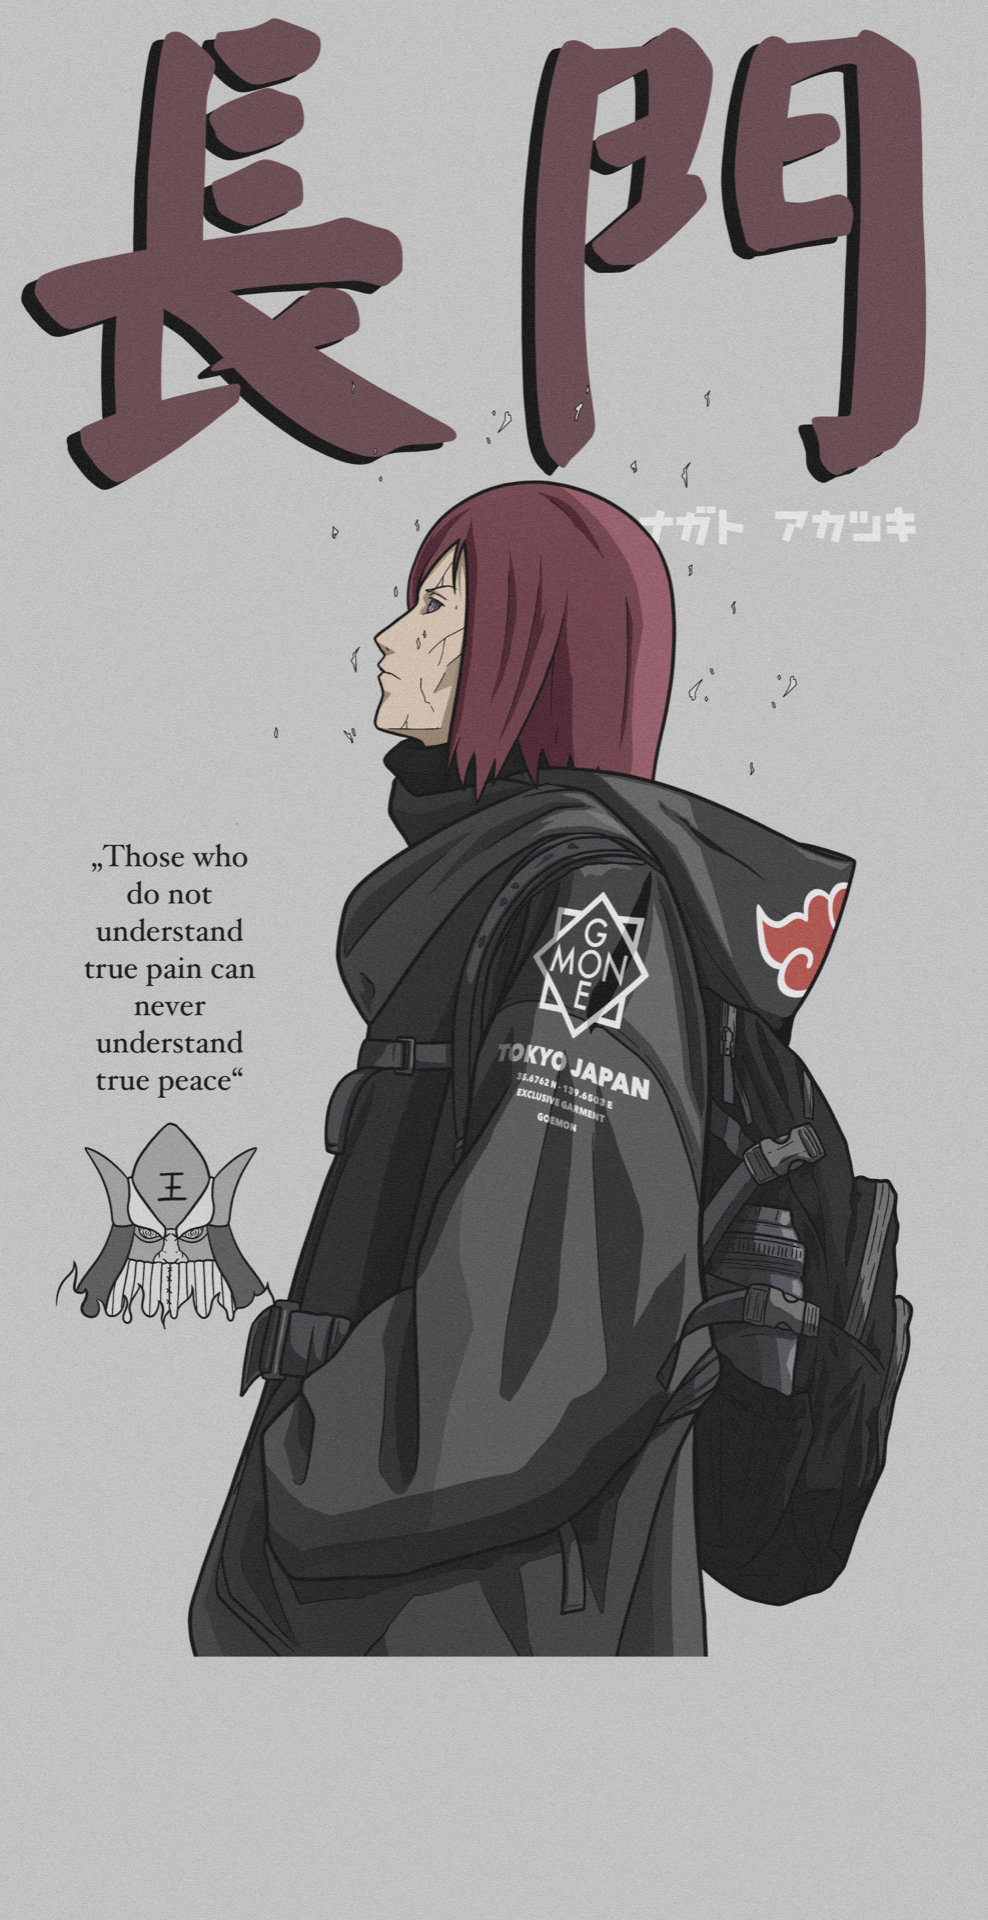 長門
ナガト アカツキ
„Those who
do not
understand
true pain can
never
understand
true peace“
王
G
MON
E
TOKYO JAPAN
35.6762 N - 139.6503 E
EXCLUSIVE GARMENT
GOEMON